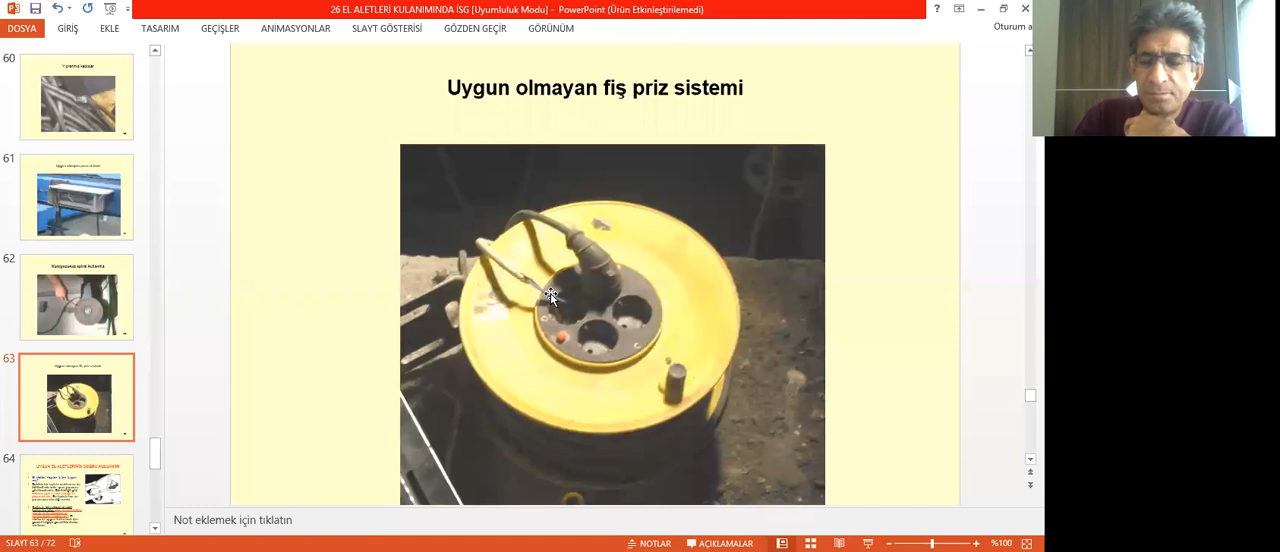 26 EL ALETLERİ KULANIMINDA İSG [Uyumluluk Modu] - PowerPoint (Ürün Etkinleştirilemedi)
DOSYA GİRİŞ EKLE TASARIM GEÇİŞLER ANİMASYONLAR SLAYT GÖSTERİSİ GÖZDEN GEÇİR GÖRÜNÜM Oturum a
60
61
62
63
64
Uygun olmayan fiş priz sistemi
Not eklemek için tıklatın
SLAYT 63 / 72 NOTLAR AÇIKLAMALAR %100